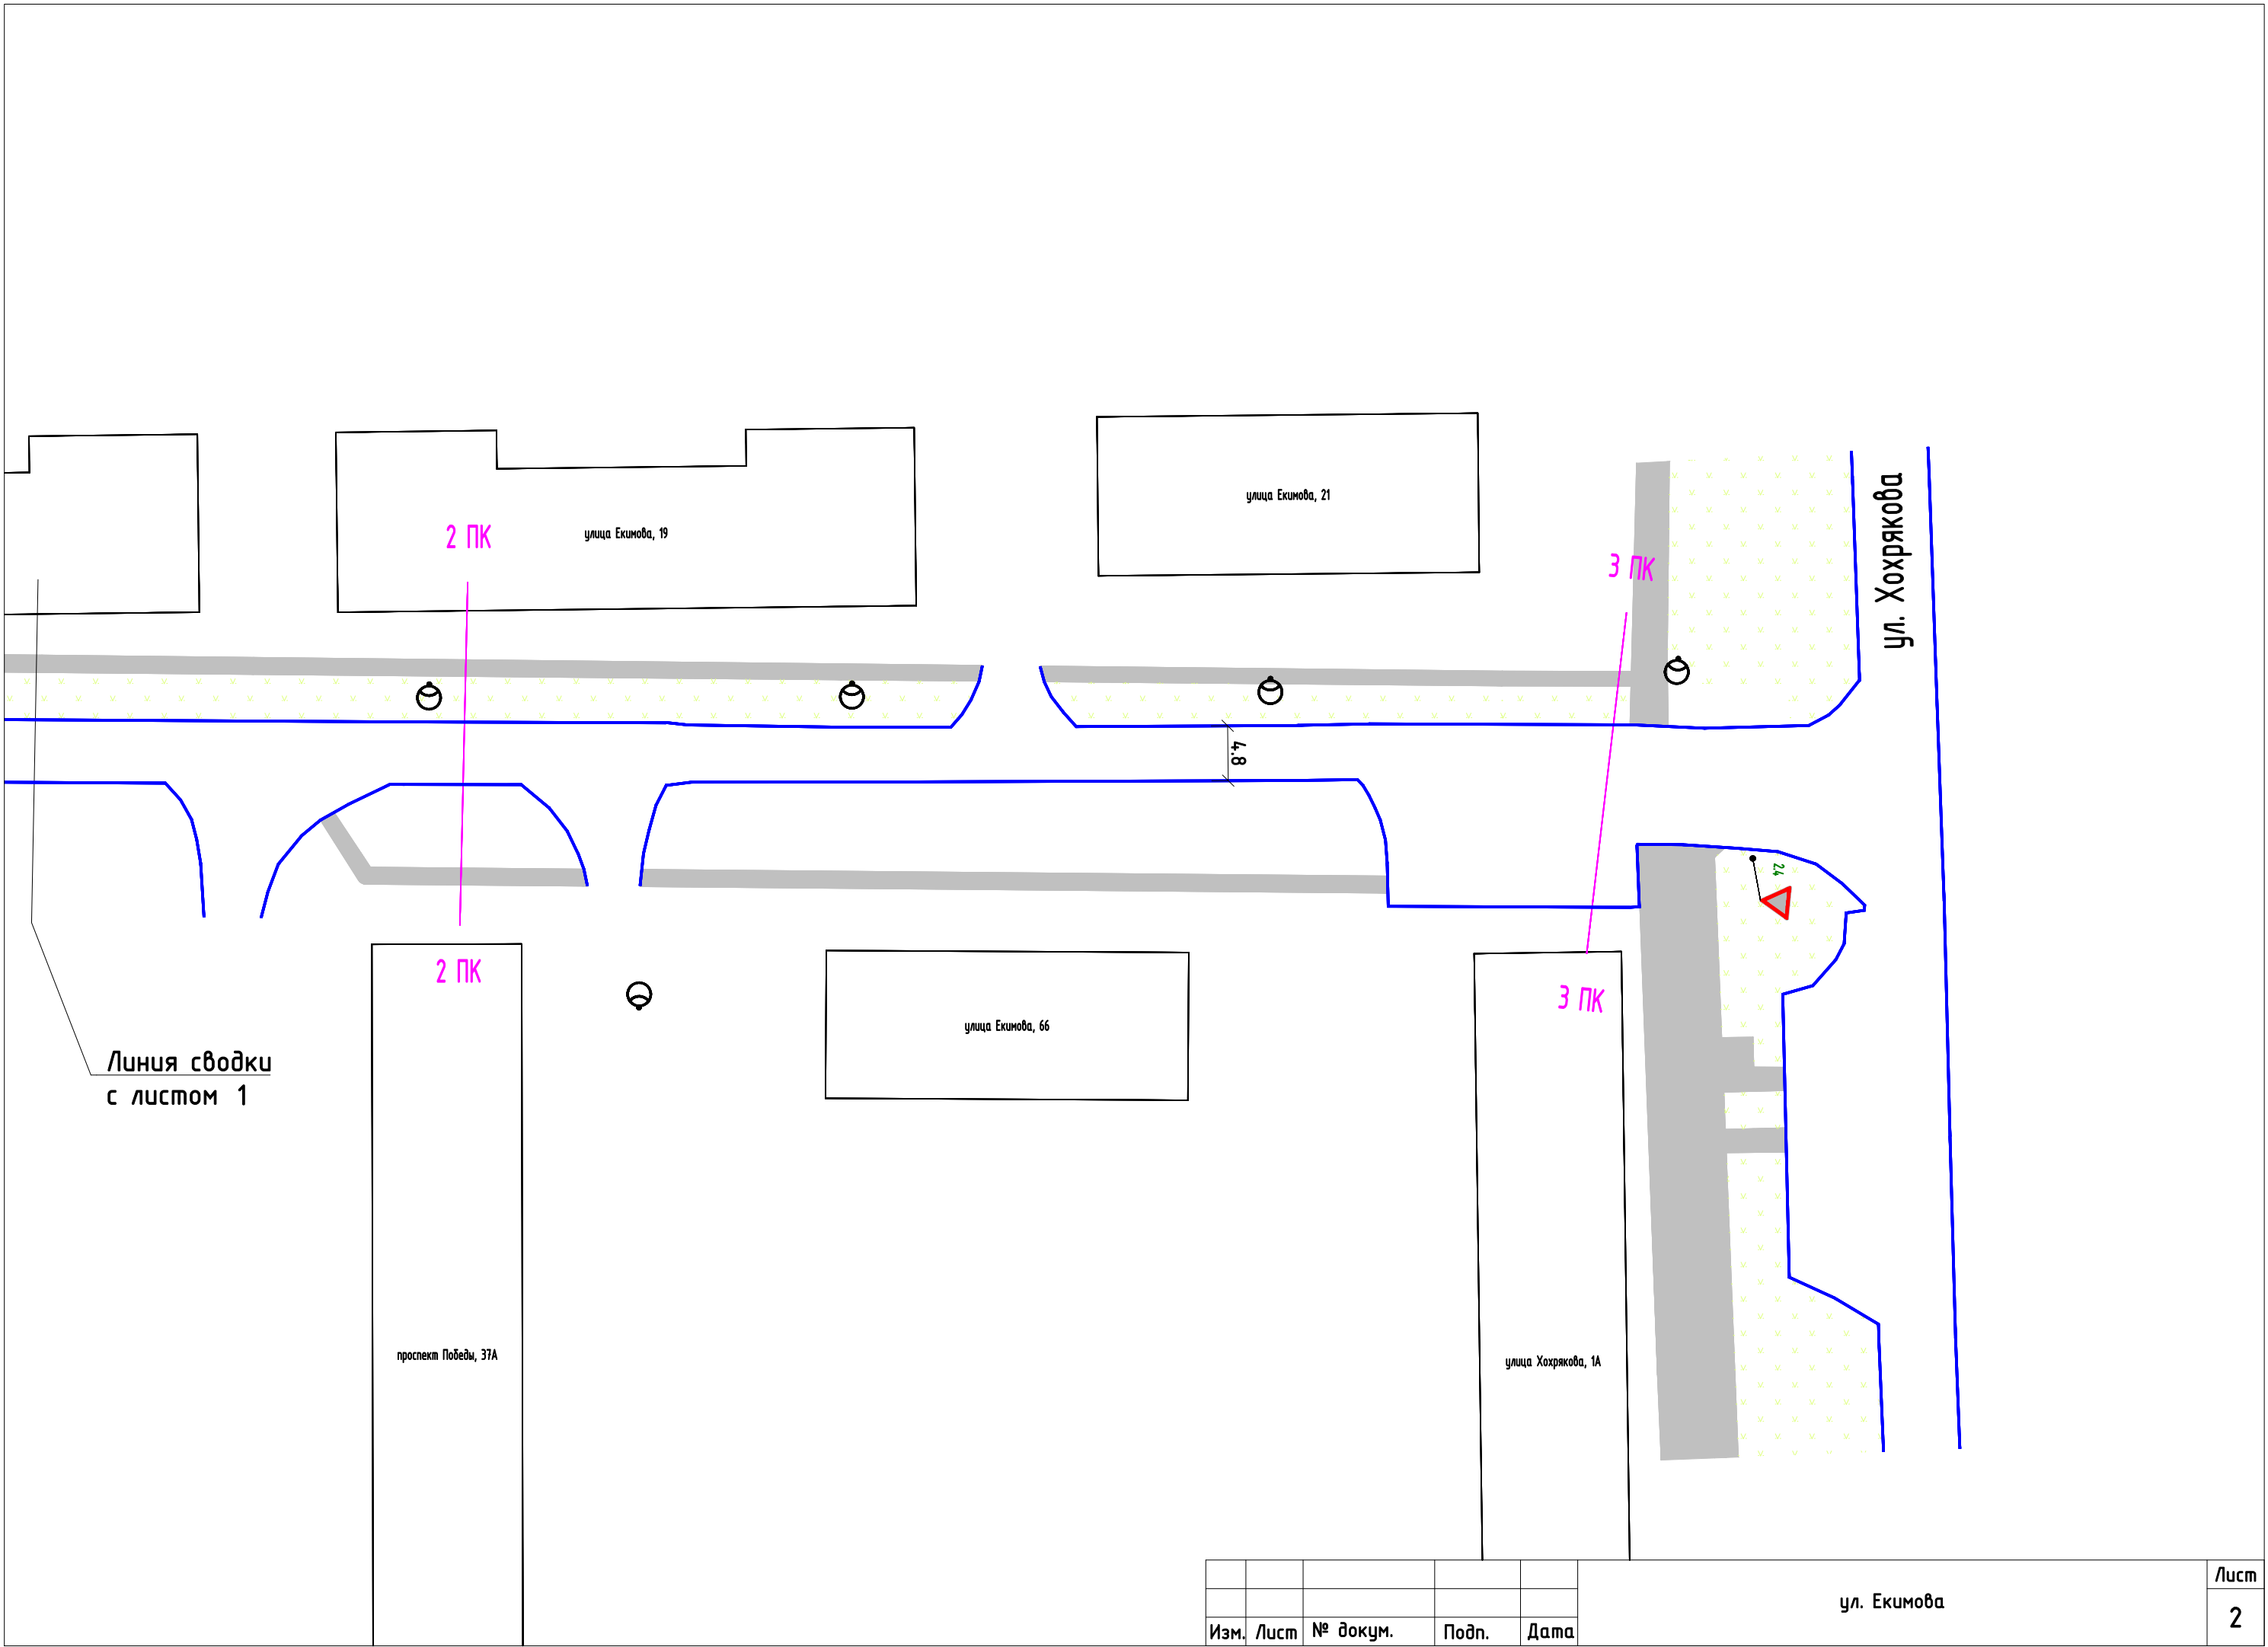 ул. Хохрякова
улица Екимова, 21
2 ПК
улица Екимова, 19
3 ПК
4.8
2.4
2 ПК
3 ПК
улица Екимова, 66
Линия сводки
с листом 1
проспект Победы, 37А
улица Хохрякова, 1А
Изм. Лист № докум. Подп. Дата
ул. Екимова
Лист
2